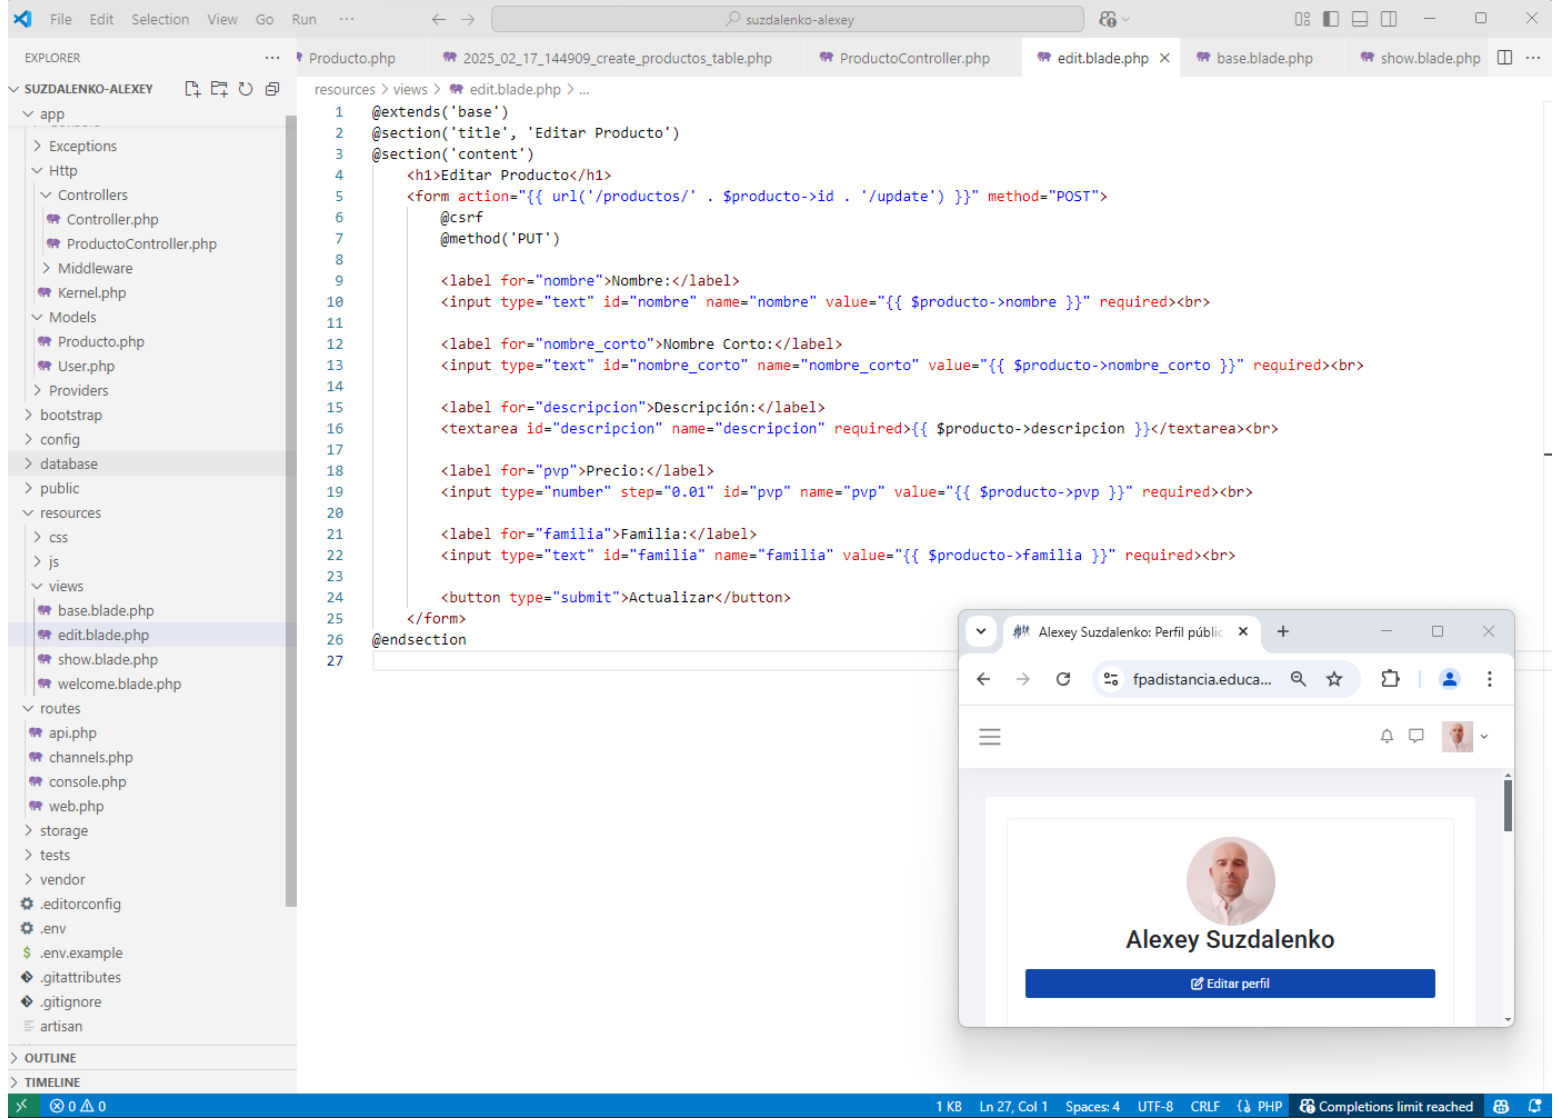 File Edit Selection View Go Run ··· suzdalenko-alexey
EXPLORER ···
Producto.php 2025_02_17_144909_create_productos_table.php ProductoController.php edit.blade.php base.blade.php show.blade.php ···
SUZDALENKO-ALEXEY
app
Exceptions
Http
Controllers
Controller.php
ProductoController.php
Middleware
Kernel.php
Models
Producto.php
User.php
Providers
bootstrap
config
database
public
resources
css
js
views
base.blade.php
edit.blade.php
show.blade.php
welcome.blade.php
routes
api.php
channels.php
console.php
web.php
storage
tests
vendor
.editorconfig
.env
$ .env.example
.gitattributes
.gitignore
artisan
OUTLINE
TIMELINE
resources > views > edit.blade.php > ...
1 @extends('base')
2 @section('title', 'Editar Producto')
3 @section('content')
4 <h1>Editar Producto</h1>
5 <form action="{{ url('/productos/' . $producto->id . '/update') }}" method="POST">
6 @csrf
7 @method('PUT')
8
9 <label for="nombre">Nombre:</label>
10 <input type="text" id="nombre" name="nombre" value="{{ $producto->nombre }}" required><br>
11
12 <label for="nombre_corto">Nombre Corto:</label>
13 <input type="text" id="nombre_corto" name="nombre_corto" value="{{ $producto->nombre_corto }}" required><br>
14
15 <label for="descripcion">Descripción:</label>
16 <textarea id="descripcion" name="descripcion" required>{{ $producto->descripcion }}</textarea><br>
17
18 <label for="pvp">Precio:</label>
19 <input type="number" step="0.01" id="pvp" name="pvp" value="{{ $producto->pvp }}" required><br>
20
21 <label for="familia">Familia:</label>
22 <input type="text" id="familia" name="familia" value="{{ $producto->familia }}" required><br>
23
24 <button type="submit">Actualizar</button>
25 </form>
26 @endsection
27
Alexey Suzdalenko: Perfil públic
fpadistancia.educa...
Alexey Suzdalenko
Editar perfil
0 0 1 KB Ln 27, Col 1 Spaces: 4 UTF-8 CRLF PHP Completions limit reached